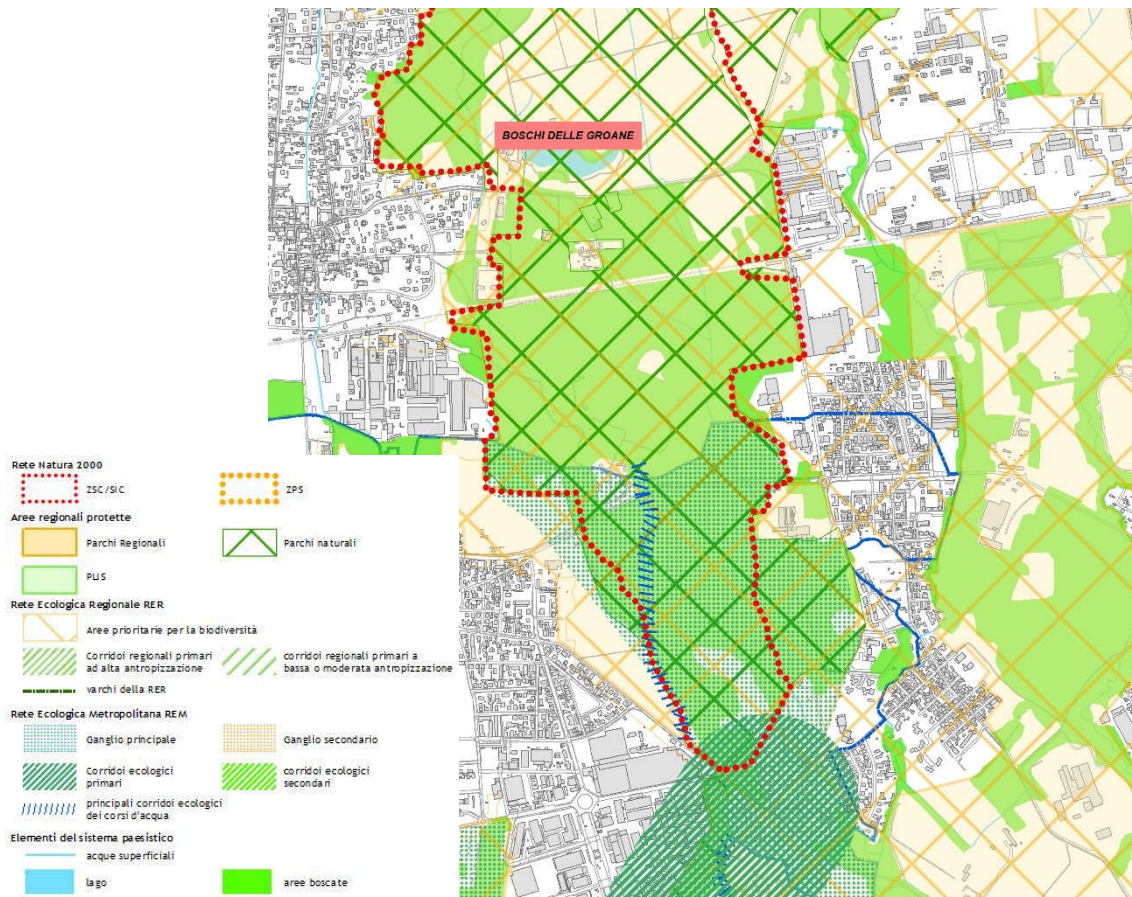 BOSCHI DELLE GROANE
Rete Natura 2000
ZSC/SIC
ZPS
Aree regionali protette
Parchi Regionali
Parchi naturali
PLIS
Rete Ecologica Regionale RER
Aree prioritarie per la biodiversità
Corridoi regionali primari
ad alta antropizzazione
corridoi regionali primari a
bassa o moderata antropizzazione
varchi della RER
Rete Ecologica Metropolitana REM
Ganglio principale
Ganglio secondario
Corridoi ecologici
primari
corridoi ecologici
secondari
principali corridoi ecologici
dei corsi d'acqua
Elementi del sistema paesistico
acque superficiali
lago
aree boscate